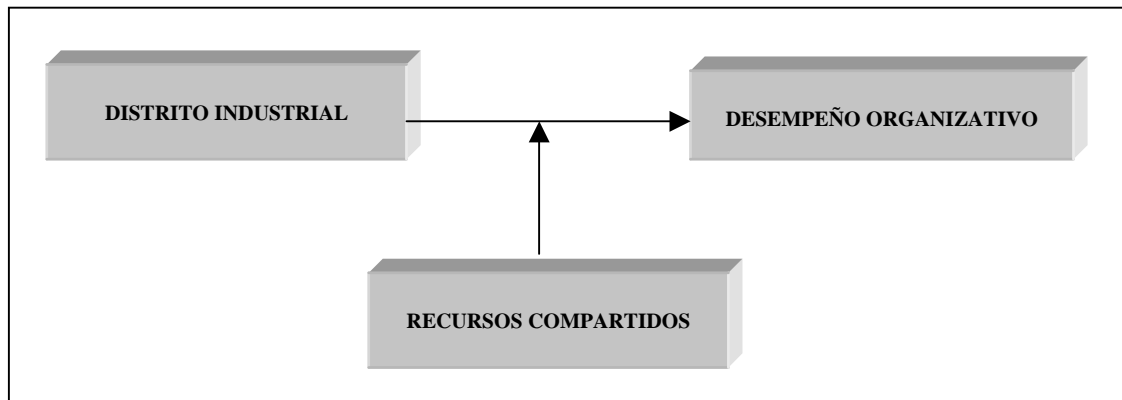 DISTRITO INDUSTRIAL
DESEMPEÑO ORGANIZATIVO
RECURSOS COMPARTIDOS